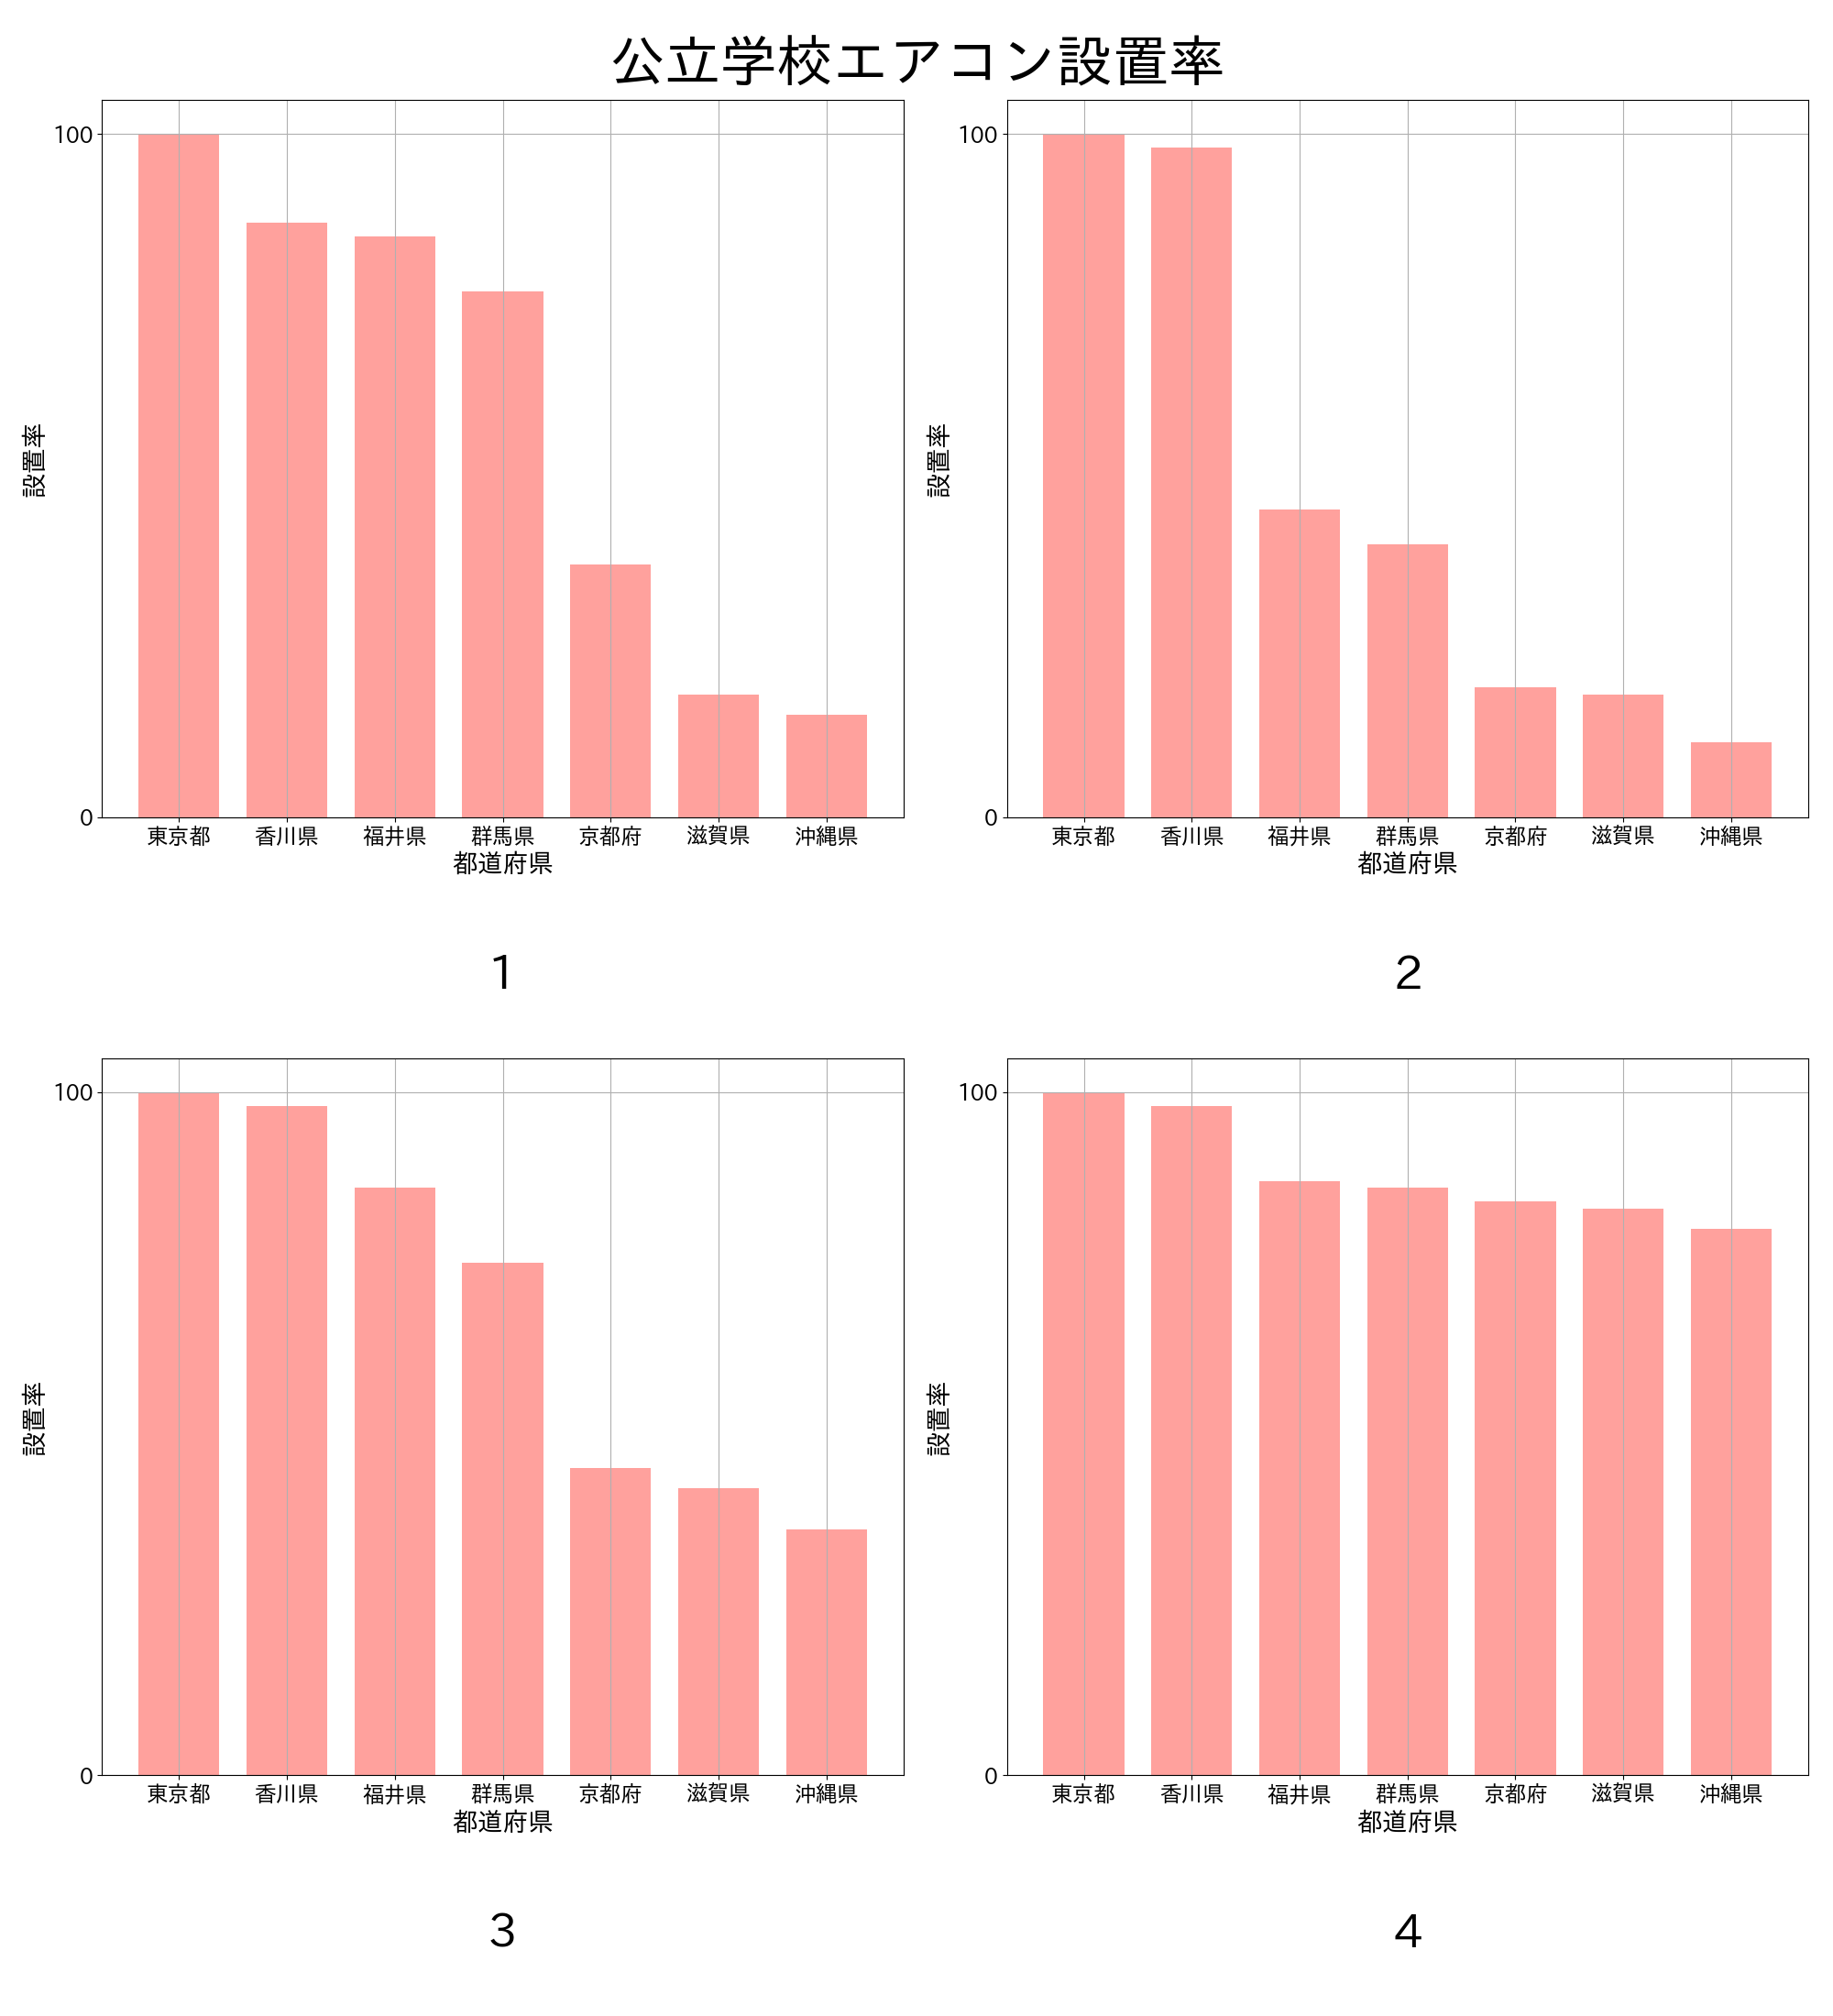 公立学校エアコン設置率
100
0
設置率
東京都 香川県 福井県 群馬県 京都府 滋賀県 沖縄県
都道府県
1
100
0
設置率
東京都 香川県 福井県 群馬県 京都府 滋賀県 沖縄県
都道府県
2
100
0
設置率
東京都 香川県 福井県 群馬県 京都府 滋賀県 沖縄県
都道府県
3
100
0
設置率
東京都 香川県 福井県 群馬県 京都府 滋賀県 沖縄県
都道府県
4